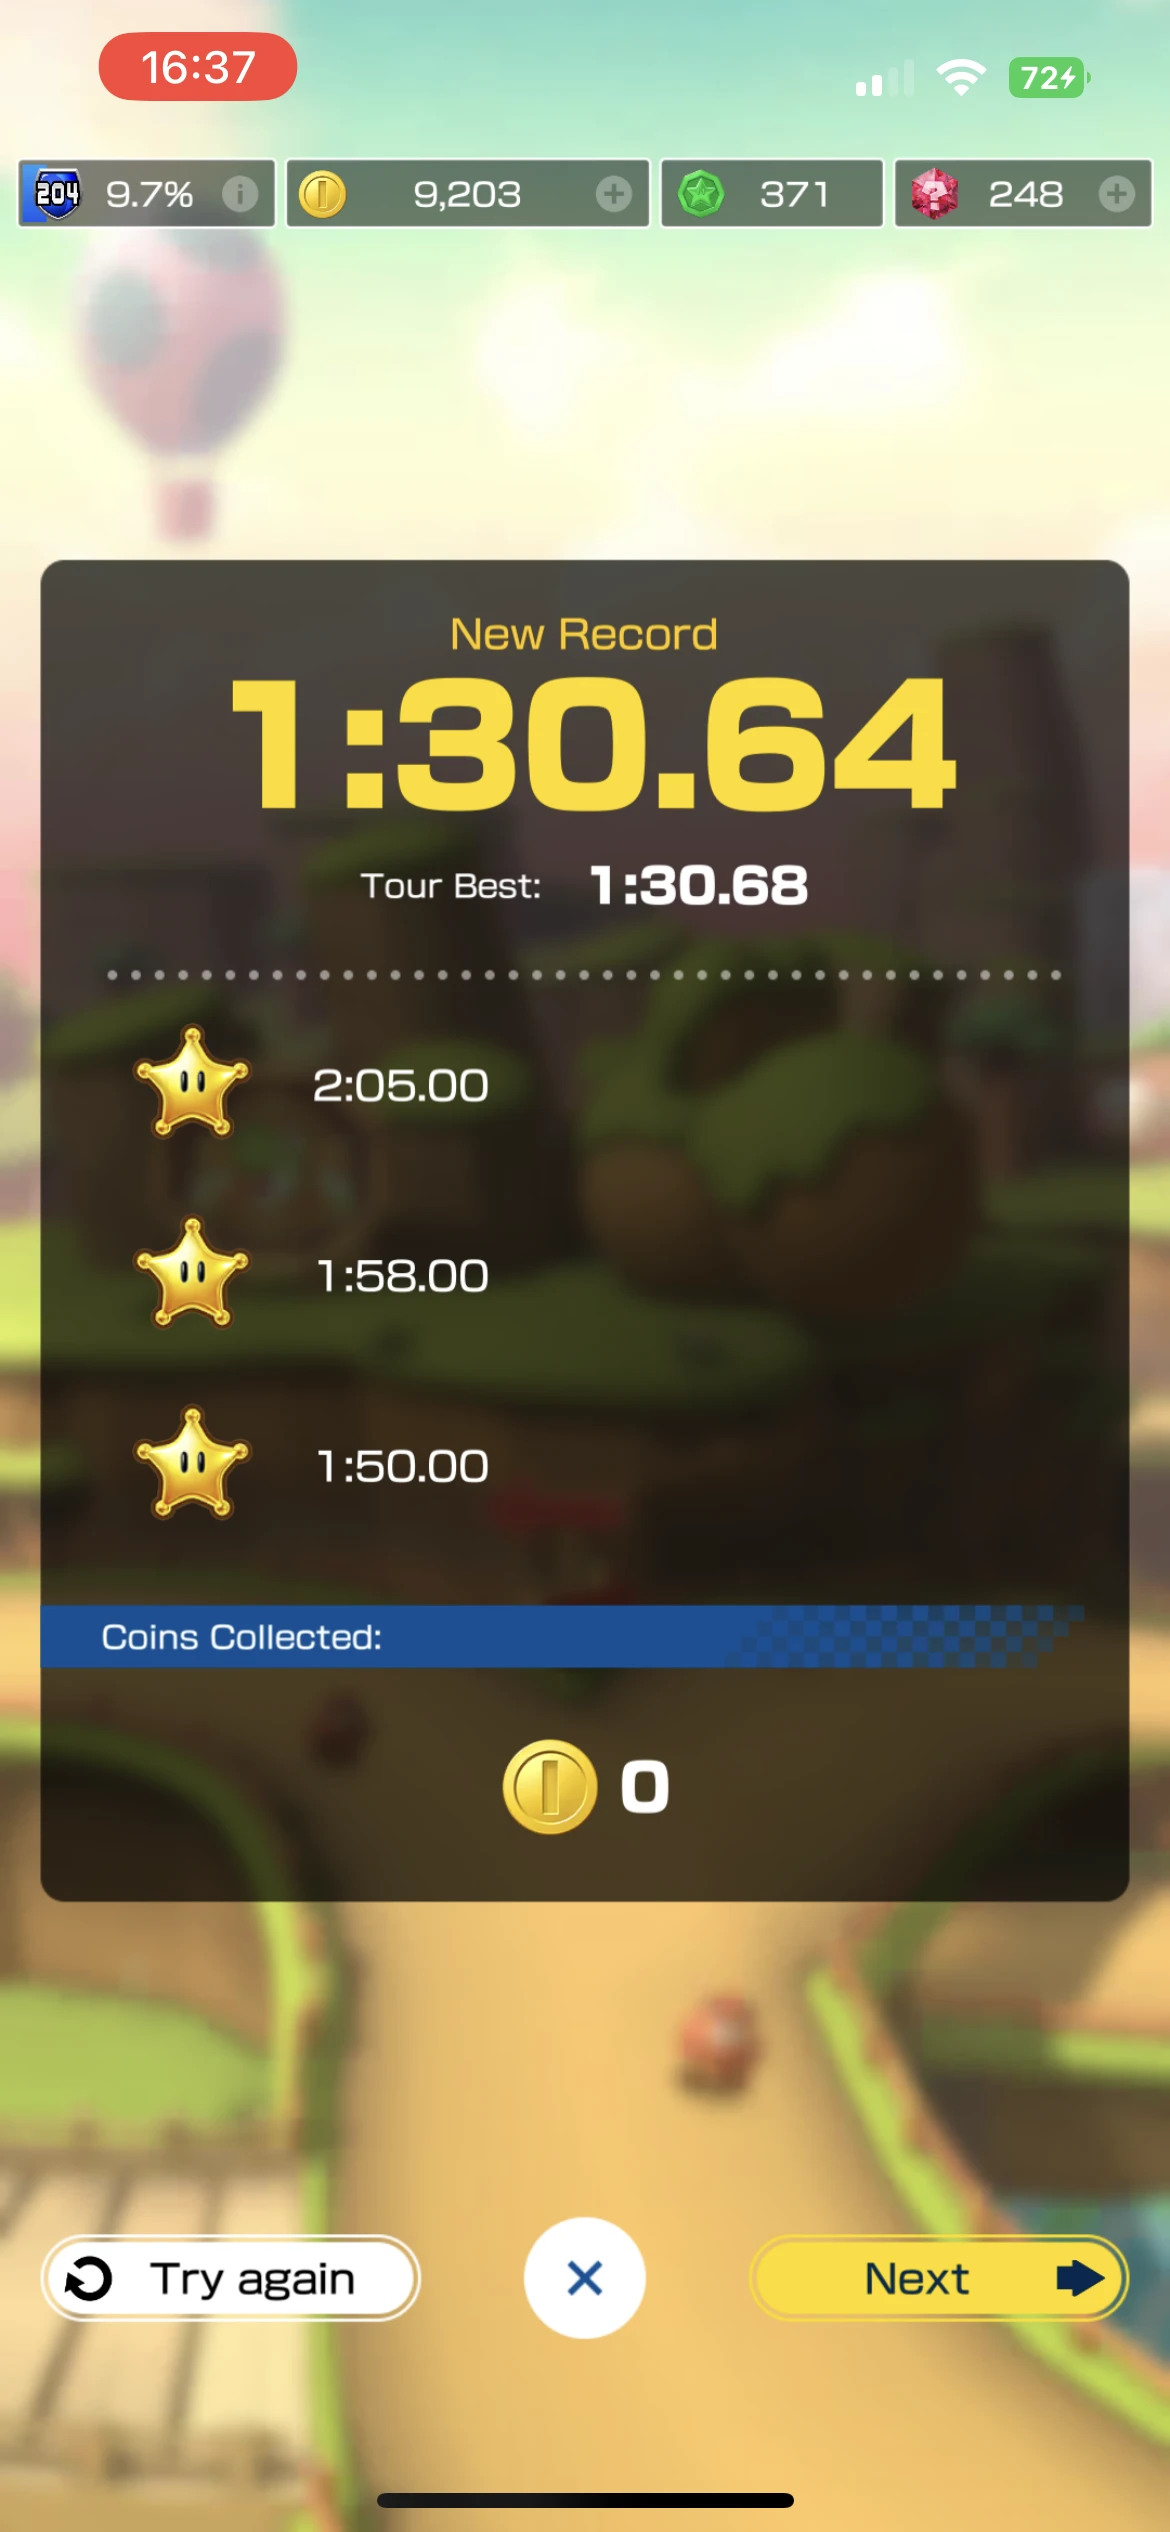 16:37
72
204 9.7% i 9,203 371 248
New Record
1:30.64
Tour Best: 1:30.68
2:05.00
1:58.00
1:50.00
Coins Collected:
0
Try again
Next